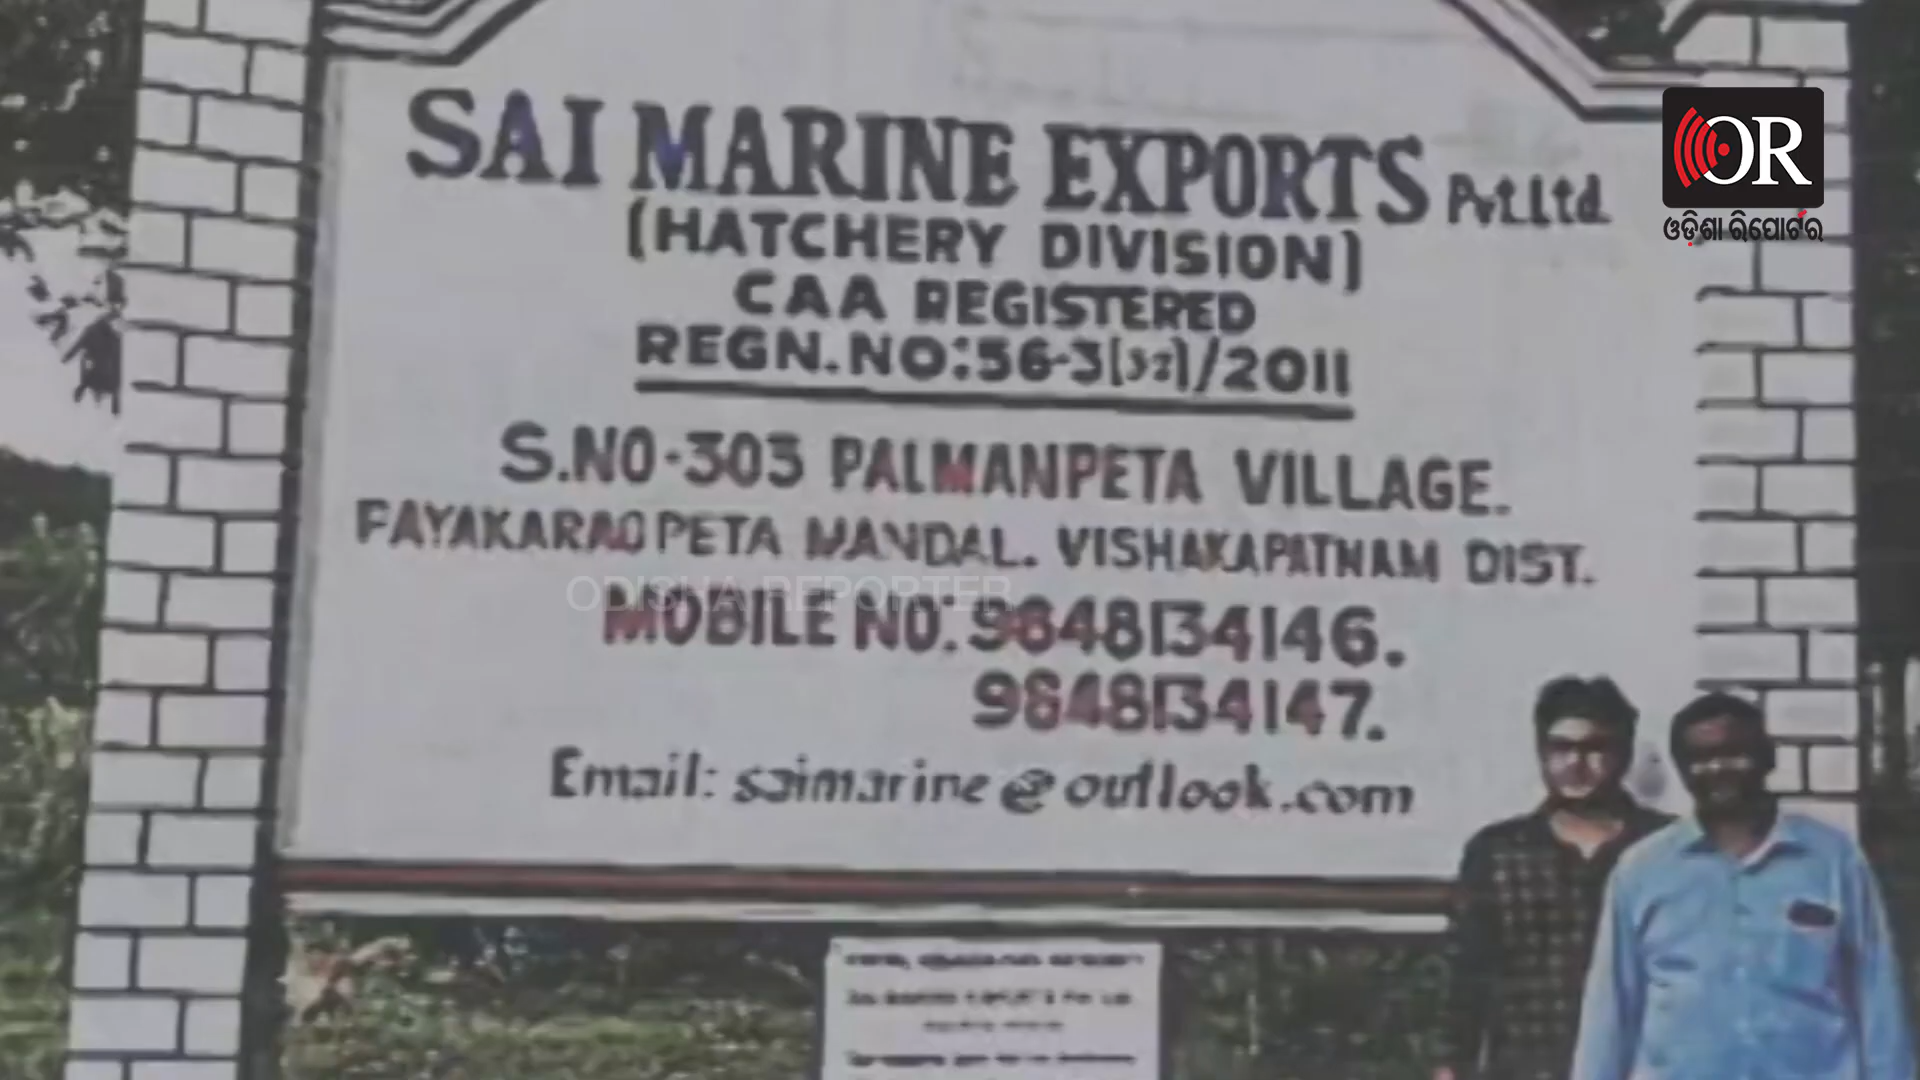 SAI MARINE EXPORTS Pvt.Ltd.
(HATCHERY DIVISION)
CAA REGISTERED
REGN.NO:56-3(32)/2011
S.NO-303 PALMANPETA VILLAGE.
PAYAKARAOPETA MANDAL. VISHAKAPATNAM DIST.
MOBILE NO:9848134146.
9848134147.
Email: saimarine@outlook.com
OR
ଓଡ଼ିଶା ରିପୋର୍ଟର
ODISHA REPORTER